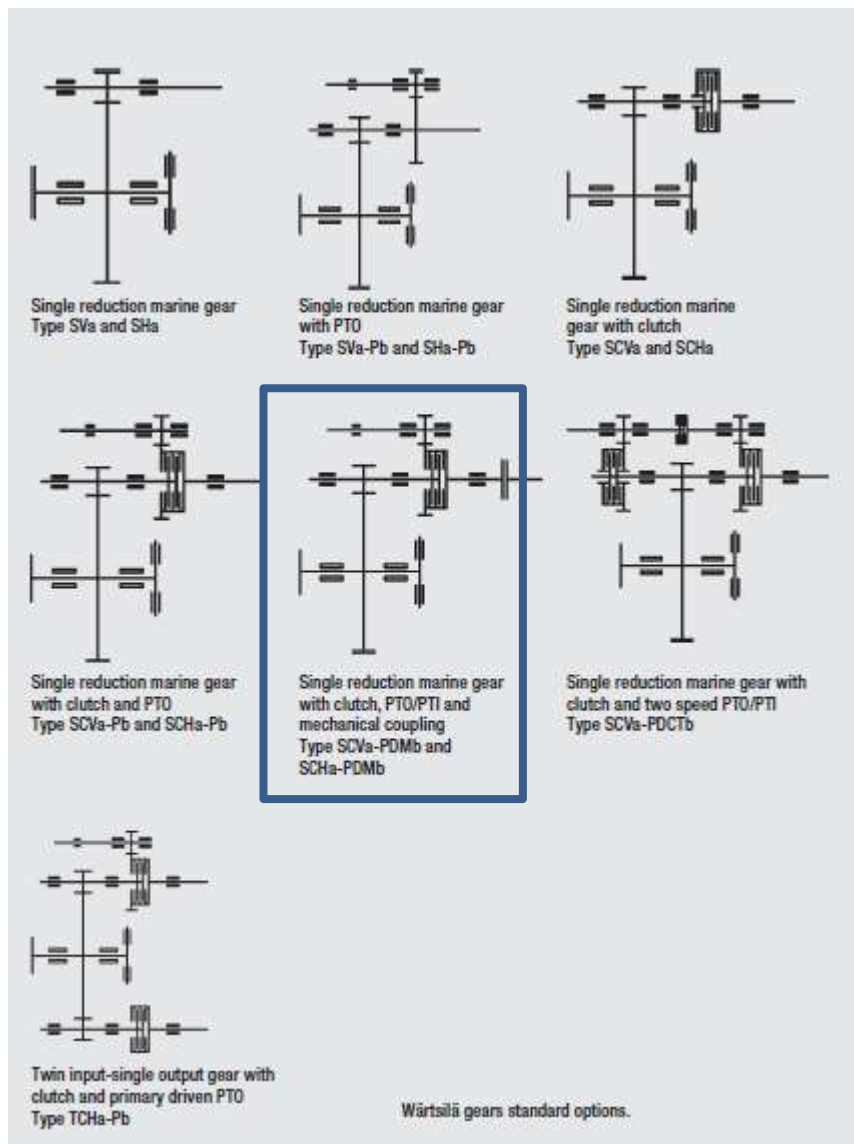 Single reduction marine gear
Type SVa and SHa
Single reduction marine gear
with PTO
Type SVa-Pb and SHa-Pb
Single reduction marine
gear with clutch
Type SCVa and SCHa
Single reduction marine gear
with clutch and PTO
Type SCVa-Pb and SCHa-Pb
Single reduction marine gear
with clutch, PTO/PTI and
mechanical coupling
Type SCVa-PDMb and
SCHa-PDMb
Single reduction marine gear with
clutch and two speed PTO/PTI
Type SCVa-PDCTb
Twin input-single output gear with
clutch and primary driven PTO
Type TCHa-Pb
Wärtsilä gears standard options.